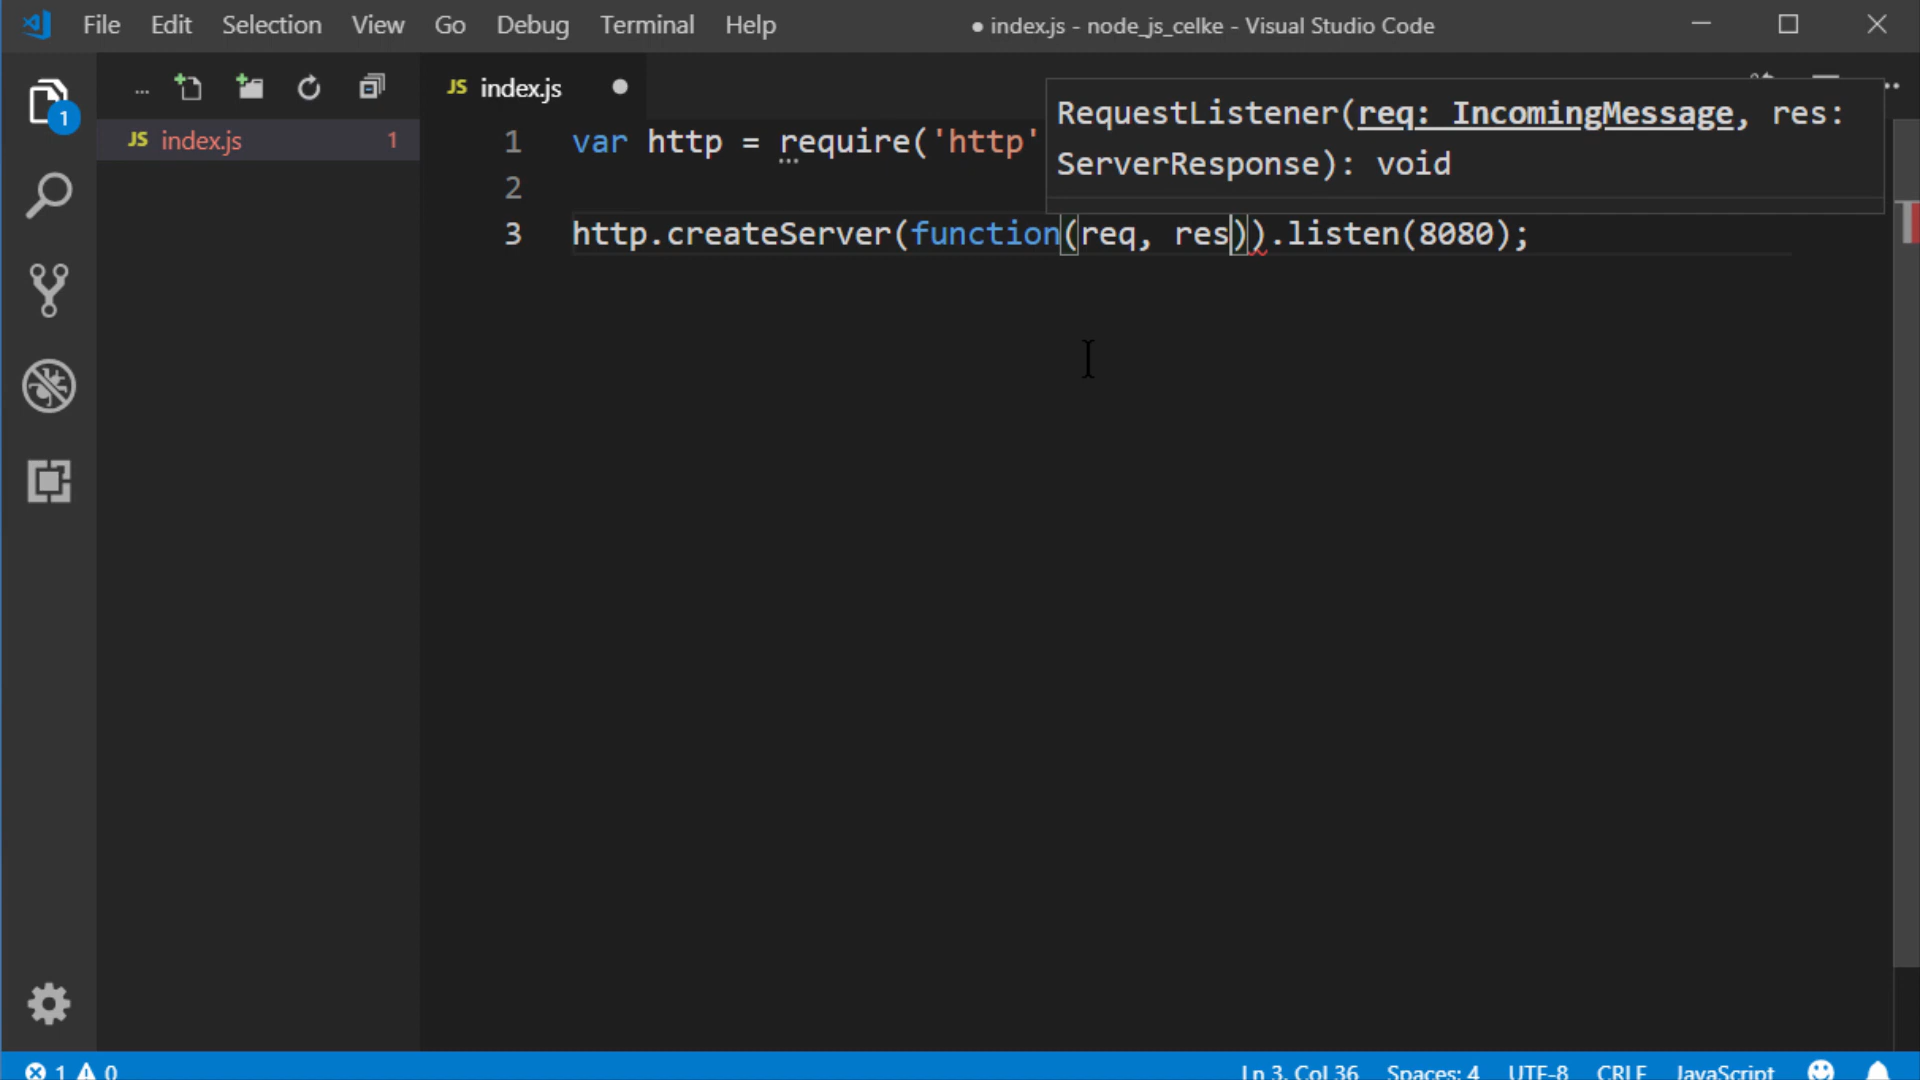 File Edit Selection View Go Debug Terminal Help ● index.js - node_js_celke - Visual Studio Code
... JS index.js ●
JS index.js 1
RequestListener(req: IncomingMessage, res:
ServerResponse): void
1 var http = require('http'
2
3 http.createServer(function(req, res)).listen(8080);
1
1 0 Ln 3, Col 36 Spaces: 4 UTF-8 CRLF JavaScript